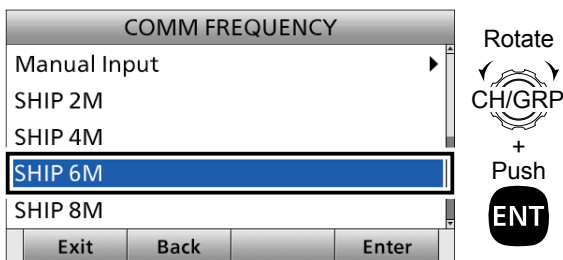 COMM FREQUENCY
Manual Input
SHIP 2M
SHIP 4M
SHIP 6M
SHIP 8M
Exit Back Enter
Rotate
CH/GRP
+
Push
ENT